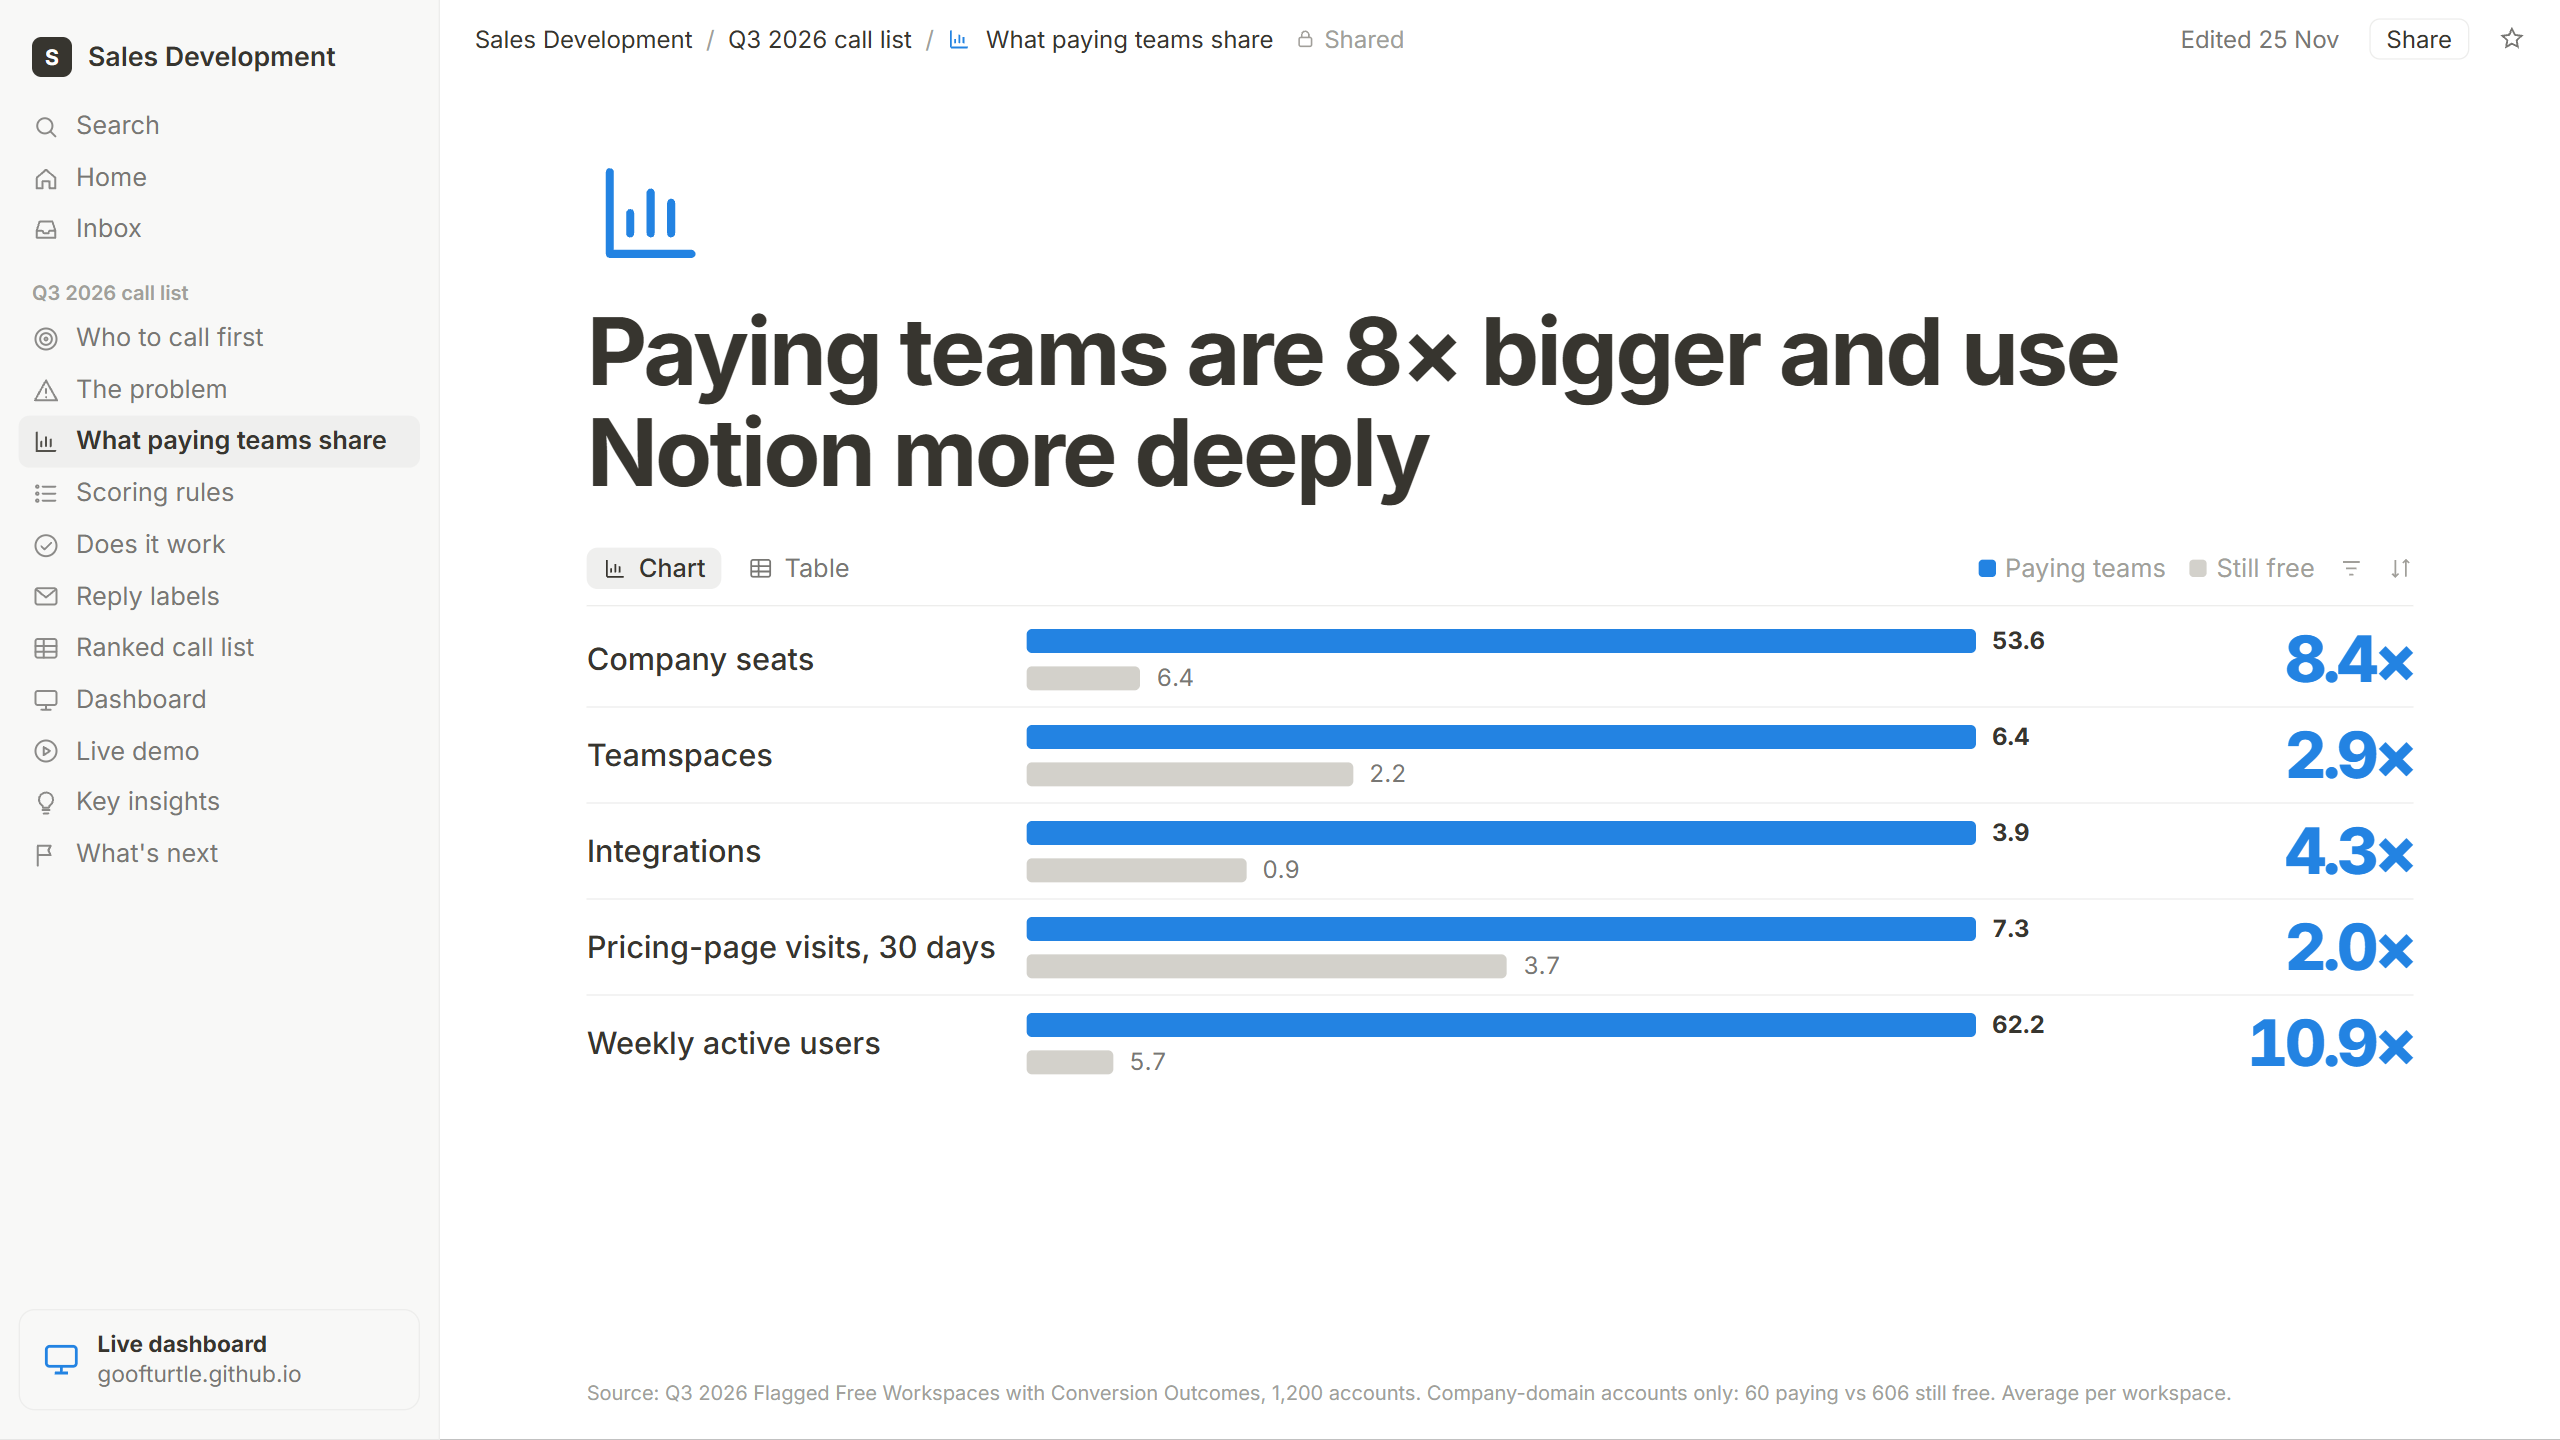 S Sales Development
Search
Home
Inbox
Q3 2026 call list
Who to call first
The problem
What paying teams share
Scoring rules
Does it work
Reply labels
Ranked call list
Dashboard
Live demo
Key insights
What's next
Live dashboard
goofturtle.github.io
Sales Development / Q3 2026 call list / What paying teams share Shared
Edited 25 Nov Share
Paying teams are 8× bigger and use
Notion more deeply
Chart Table
Paying teams Still free
Company seats 53.6 6.4 8.4×
Teamspaces 6.4 2.2 2.9×
Integrations 3.9 0.9 4.3×
Pricing-page visits, 30 days 7.3 3.7 2.0×
Weekly active users 62.2 5.7 10.9×
Source: Q3 2026 Flagged Free Workspaces with Conversion Outcomes, 1,200 accounts. Company-domain accounts only: 60 paying vs 606 still free. Average per workspace.